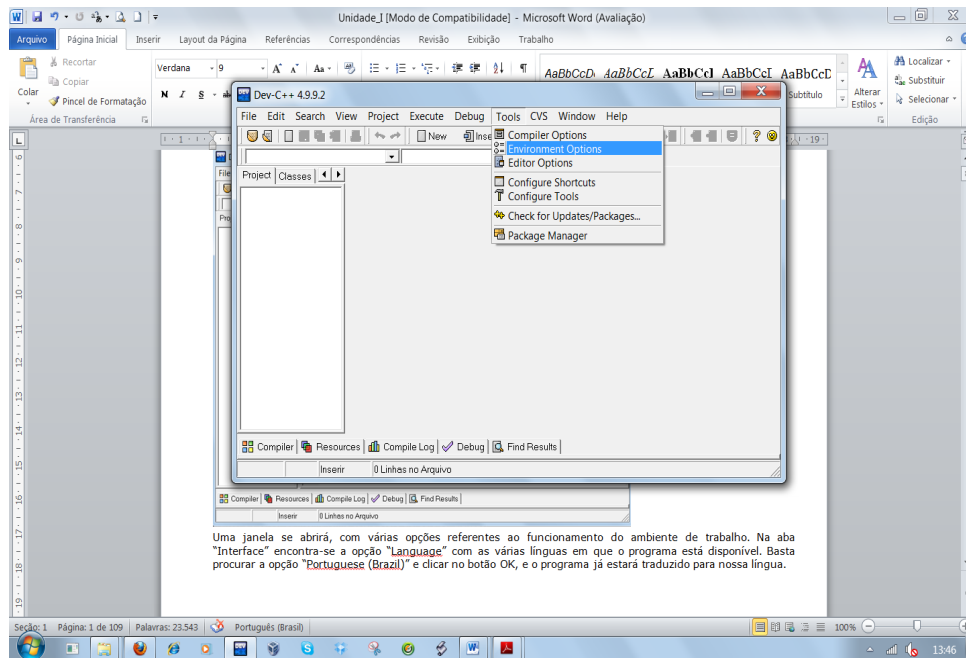 Unidade_I [Modo de Compatibilidade] - Microsoft Word (Avaliação)
Arquivo Página Inicial Inserir Layout da Página Referências Correspondências Revisão Exibição Trabalho
Colar
Recortar
Copiar
Pincel de Formatação
Área de Transferência
Verdana 9
N I S
AaBbCcD AaBbCcL AaBbCcl AaBbCcI AaBbCcD
Subtítulo
Alterar
Estilos
Localizar
Substituir
Selecionar
Edição
Dev-C++ 4.9.9.2
File Edit Search View Project Execute Debug Tools CVS Window Help
New Inse
Compiler Options
Environment Options
Editor Options
Configure Shortcuts
Configure Tools
Check for Updates/Packages...
Package Manager
Project Classes
Compiler Resources Compile Log Debug Find Results
Inserir 0 Linhas no Arquivo
File
Pro
Compiler Resources Compile Log Debug Find Results
Inserir 0 Linhas no Arquivo
Uma janela se abrirá, com várias opções referentes ao funcionamento do ambiente de trabalho. Na aba
"Interface" encontra-se a opção "Language" com as várias línguas em que o programa está disponível. Basta
procurar a opção "Portuguese (Brazil)" e clicar no botão OK, e o programa já estará traduzido para nossa língua.
Seção: 1 Página: 1 de 109 Palavras: 23.543 Português (Brasil) 100%
13:46